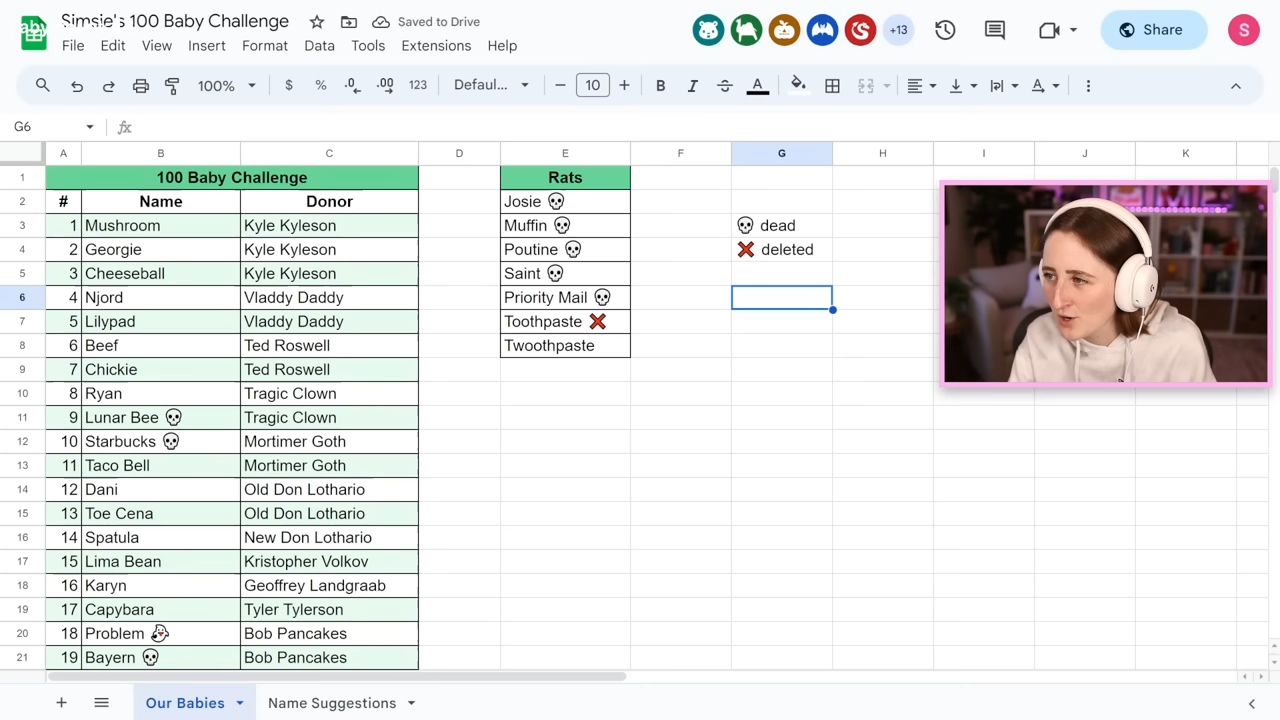 Simsie's 100 Baby Challenge
Saved to Drive
+13
Share
S
File Edit View Insert Format Data Tools Extensions Help
100% $ % .0 .00 123 Defaul... − 10 + B I S A
G6 fx
A B C D E F G H I J K
1 100 Baby Challenge Rats
2 # Name Donor Josie 💀
3 1 Mushroom Kyle Kyleson Muffin 💀 💀 dead
4 2 Georgie Kyle Kyleson Poutine 💀 ❌ deleted
5 3 Cheeseball Kyle Kyleson Saint 💀
6 4 Njord Vladdy Daddy Priority Mail 💀
7 5 Lilypad Vladdy Daddy Toothpaste ❌
8 6 Beef Ted Roswell Twoothpaste
9 7 Chickie Ted Roswell
10 8 Ryan Tragic Clown
11 9 Lunar Bee 💀 Tragic Clown
12 10 Starbucks 💀 Mortimer Goth
13 11 Taco Bell Mortimer Goth
14 12 Dani Old Don Lothario
15 13 Toe Cena Old Don Lothario
16 14 Spatula New Don Lothario
17 15 Lima Bean Kristopher Volkov
18 16 Karyn Geoffrey Landgraab
19 17 Capybara Tyler Tylerson
20 18 Problem 👻 Bob Pancakes
21 19 Bayern 💀 Bob Pancakes
Our Babies Name Suggestions